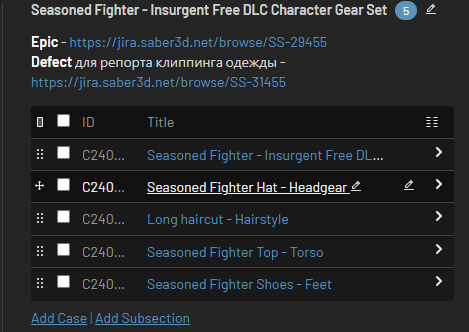 Seasoned Fighter - Insurgent Free DLC Character Gear Set 5
Epic - https://jira.saber3d.net/browse/SS-29455
Defect для репорта клиппинга одежды -
https://jira.saber3d.net/browse/SS-31455
ID Title
C240... Seasoned Fighter - Insurgent Free DL...
C240... Seasoned Fighter Hat - Headgear
C240... Long haircut - Hairstyle
C240... Seasoned Fighter Top - Torso
C240... Seasoned Fighter Shoes - Feet
Add Case | Add Subsection